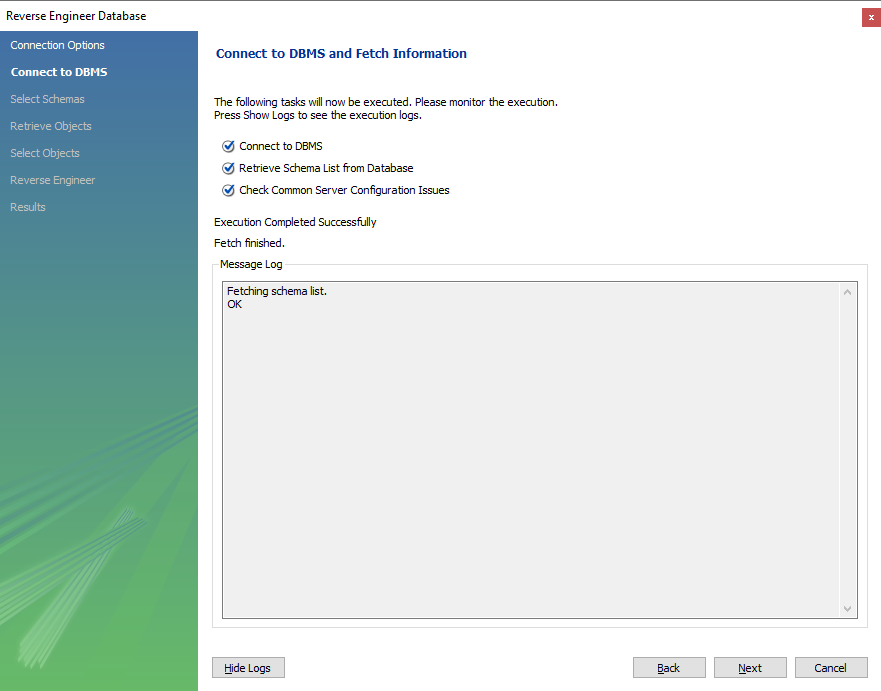 Reverse Engineer Database
x
Connection Options
Connect to DBMS
Select Schemas
Retrieve Objects
Select Objects
Reverse Engineer
Results
Connect to DBMS and Fetch Information
The following tasks will now be executed. Please monitor the execution.
Press Show Logs to see the execution logs.
Connect to DBMS
Retrieve Schema List from Database
Check Common Server Configuration Issues
Execution Completed Successfully
Fetch finished.
Message Log
Fetching schema list.
OK
Hide Logs
Back
Next
Cancel